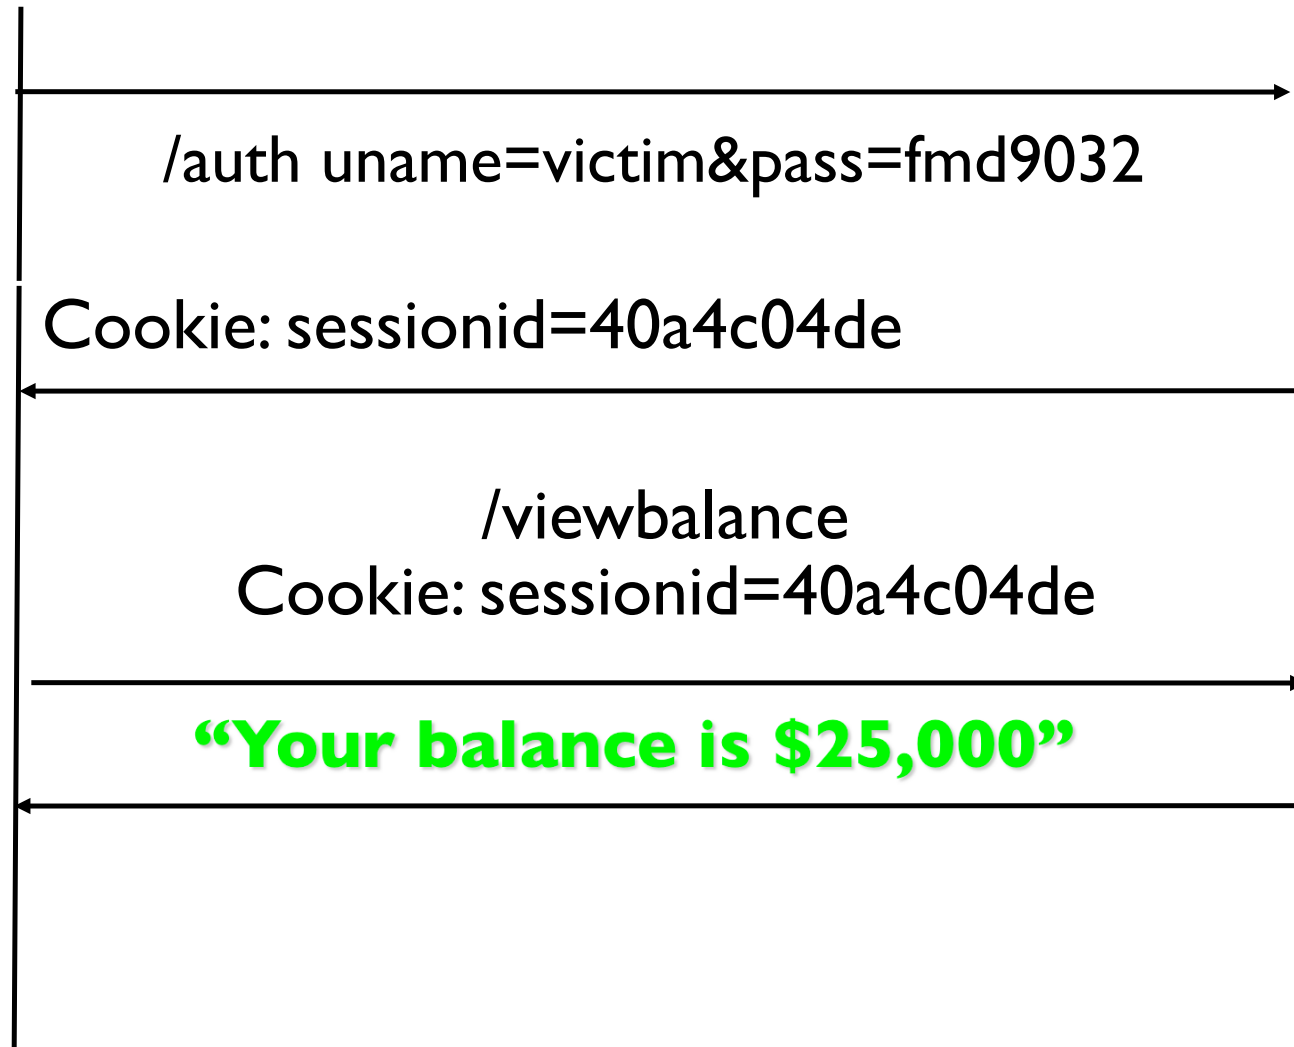 /auth uname=victim&pass=fmd9032
Cookie: sessionid=40a4c04de
/viewbalance
Cookie: sessionid=40a4c04de
“Your balance is $25,000”